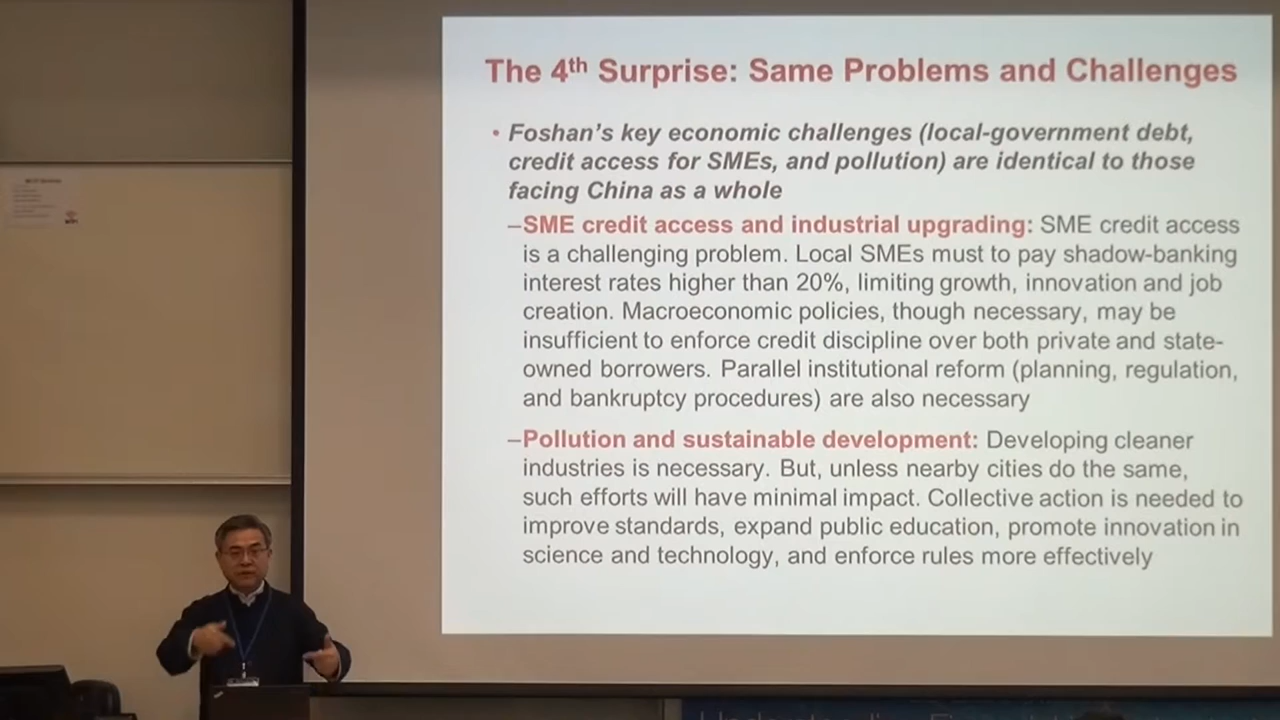 The 4th Surprise: Same Problems and Challenges
• Foshan's key economic challenges (local-government debt,
credit access for SMEs, and pollution) are identical to those
facing China as a whole
–SME credit access and industrial upgrading: SME credit access
is a challenging problem. Local SMEs must to pay shadow-banking
interest rates higher than 20%, limiting growth, innovation and job
creation. Macroeconomic policies, though necessary, may be
insufficient to enforce credit discipline over both private and state-
owned borrowers. Parallel institutional reform (planning, regulation,
and bankruptcy procedures) are also necessary
–Pollution and sustainable development: Developing cleaner
industries is necessary. But, unless nearby cities do the same,
such efforts will have minimal impact. Collective action is needed to
improve standards, expand public education, promote innovation in
science and technology, and enforce rules more effectively